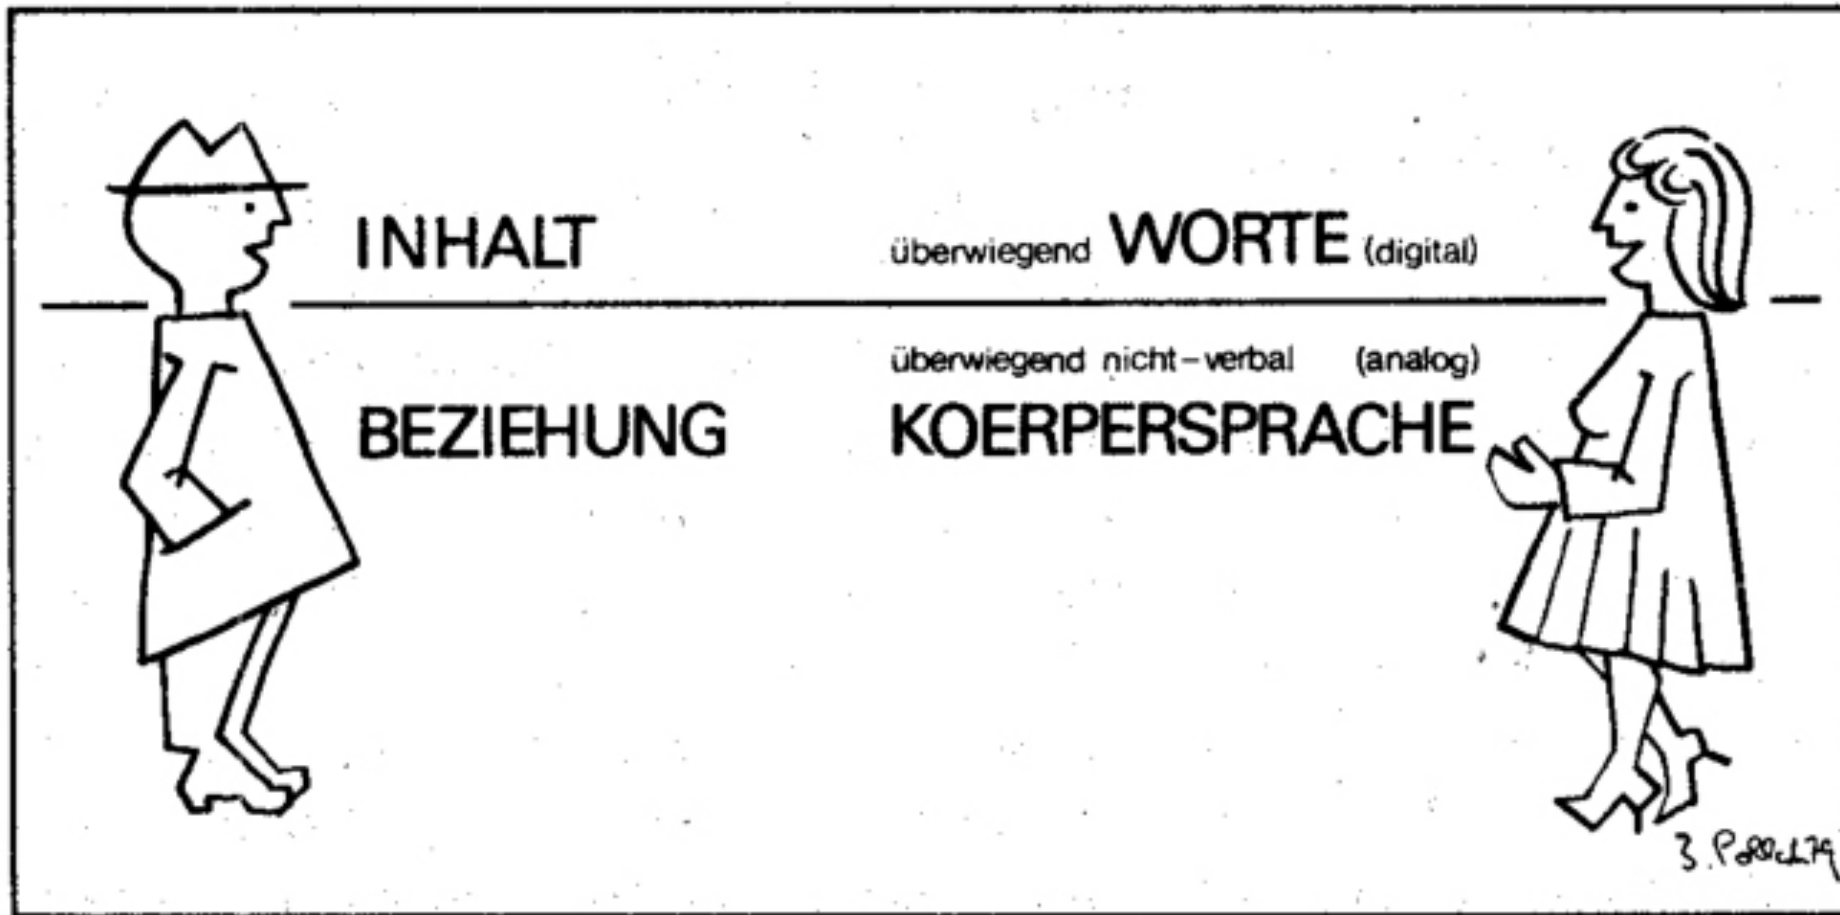 INHALT überwiegend WORTE (digital)
überwiegend nicht-verbal (analog)
BEZIEHUNG KOERPERSPRACHE